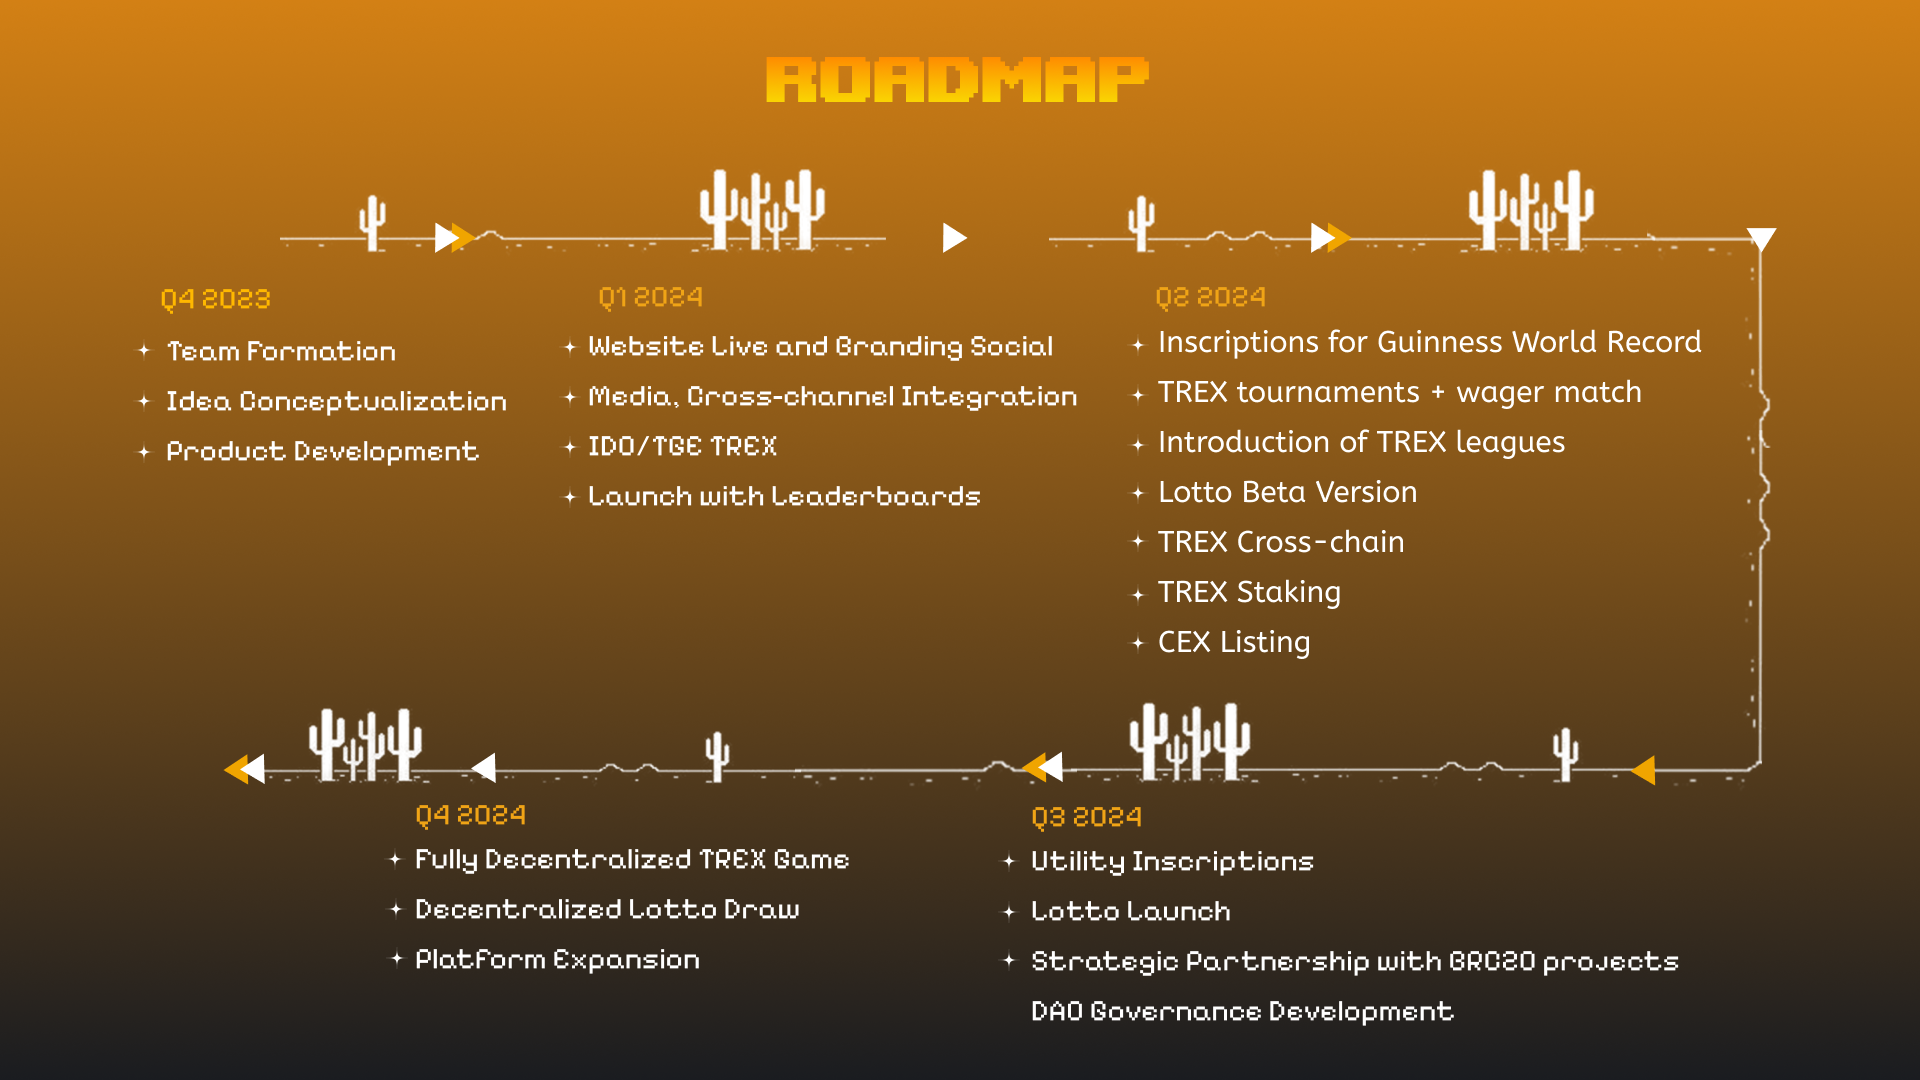 ROADMAP
Q4 2023
Team Formation
Idea Conceptualization
Product Development
Q1 2024
Website Live and Branding Social
Media, Cross-channel Integration
IDO/TGE TREX
Launch with Leaderboards
Q2 2024
Inscriptions for Guinness World Record
TREX tournaments + wager match
Introduction of TREX leagues
Lotto Beta Version
TREX Cross-chain
TREX Staking
CEX Listing
Q3 2024
Utility Inscriptions
Lotto Launch
Strategic Partnership with BRC20 projects
DAO Governance Development
Q4 2024
Fully Decentralized TREX Game
Decentralized Lotto Draw
Platform Expansion